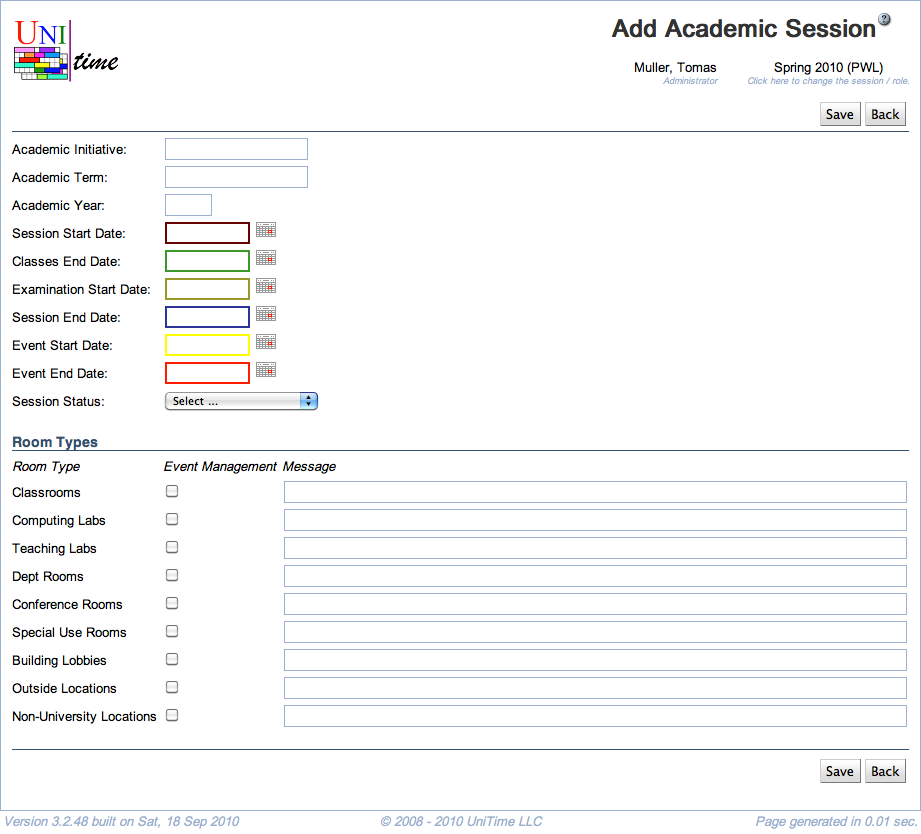 UNI
time
Add Academic Session
?
Muller, Tomas
Spring 2010 (PWL)
Administrator
Click here to change the session / role.
Save
Back
Academic Initiative:
Academic Term:
Academic Year:
Session Start Date:
Classes End Date:
Examination Start Date:
Session End Date:
Event Start Date:
Event End Date:
Session Status:
Select ...
Room Types
Room Type
Event Management
Message
Classrooms
Computing Labs
Teaching Labs
Dept Rooms
Conference Rooms
Special Use Rooms
Building Lobbies
Outside Locations
Non-University Locations
Save
Back
Version 3.2.48 built on Sat, 18 Sep 2010
© 2008 - 2010 UniTime LLC
Page generated in 0.01 sec.